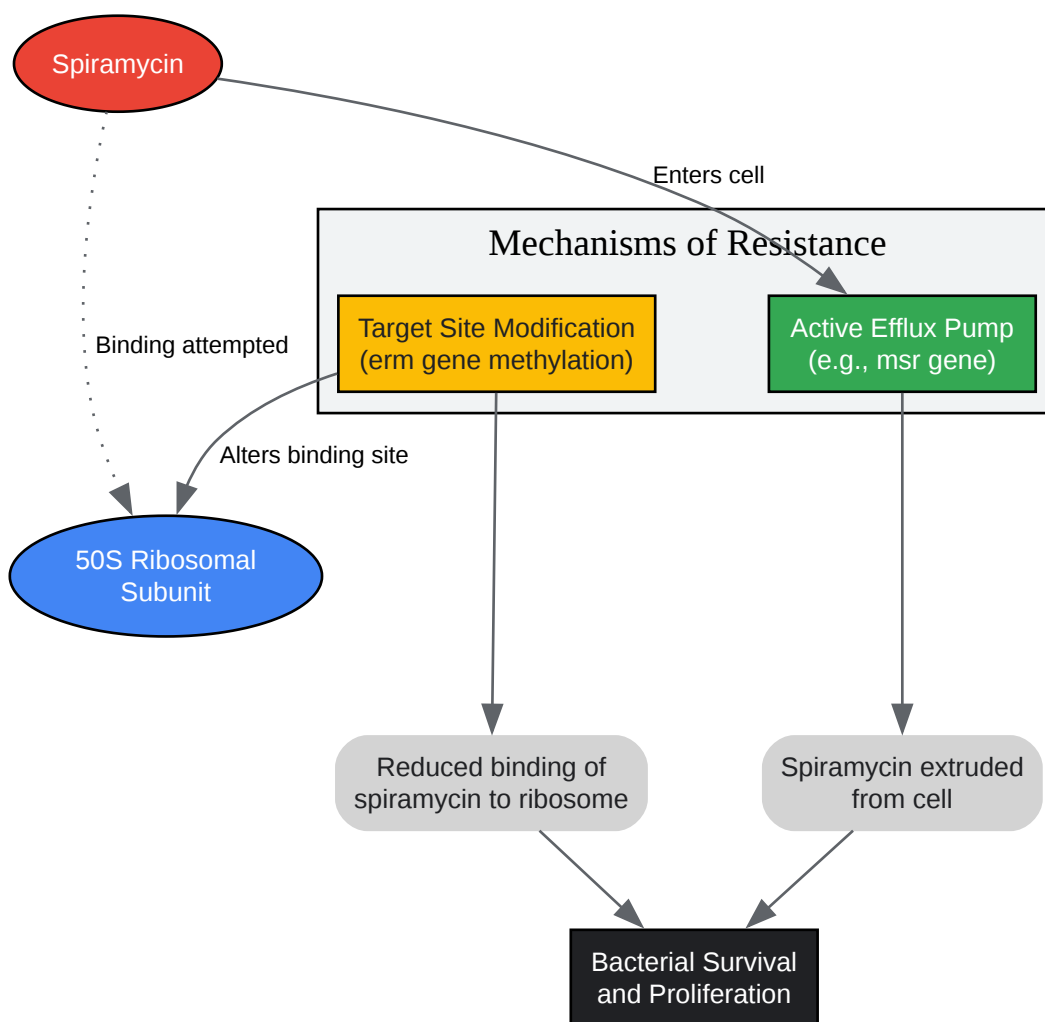 Spiramycin
Enters cell
Mechanisms of Resistance
Target Site Modification
(erm gene methylation)
Active Efflux Pump
(e.g., msr gene)
Binding attempted
Alters binding site
50S Ribosomal
Subunit
Reduced binding of
spiramycin to ribosome
Spiramycin extruded
from cell
Bacterial Survival
and Proliferation